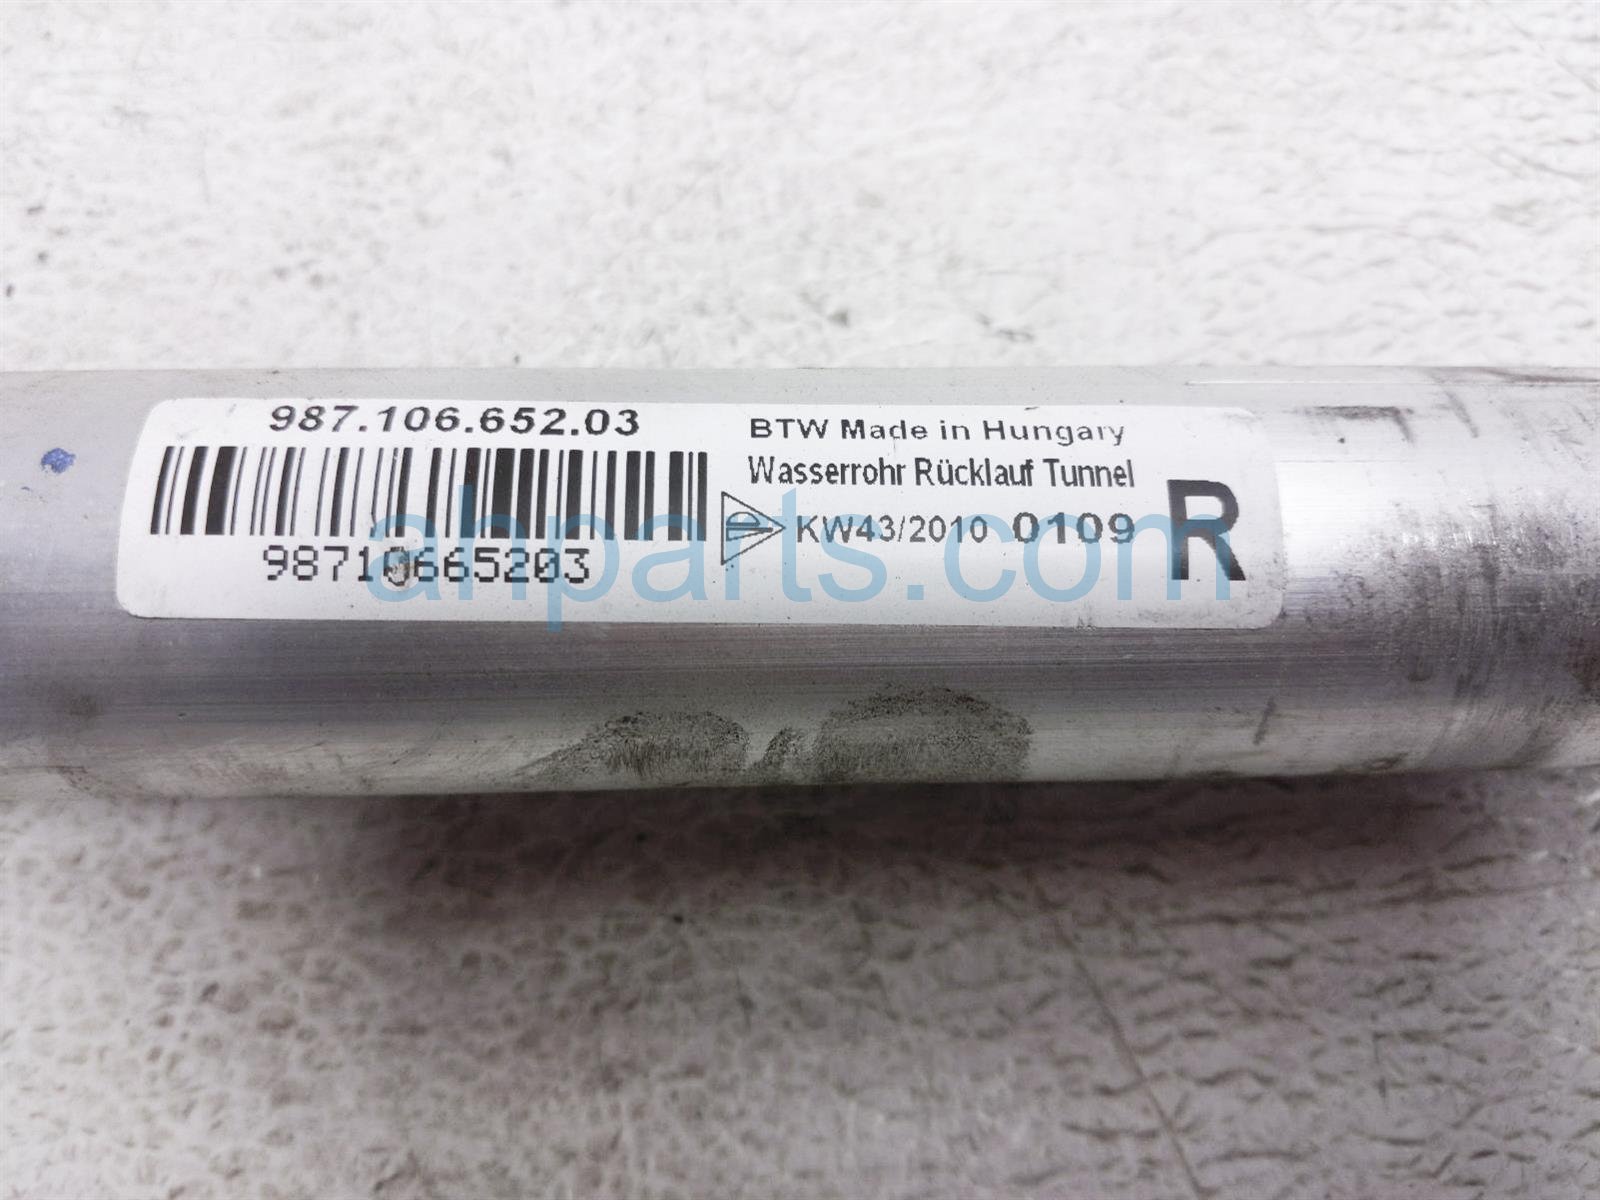 987.106.652.03
98710665203
BTW Made in Hungary
Wasserrohr Rücklauf Tunnel
KW43/2010 0109
R
ahparts.com